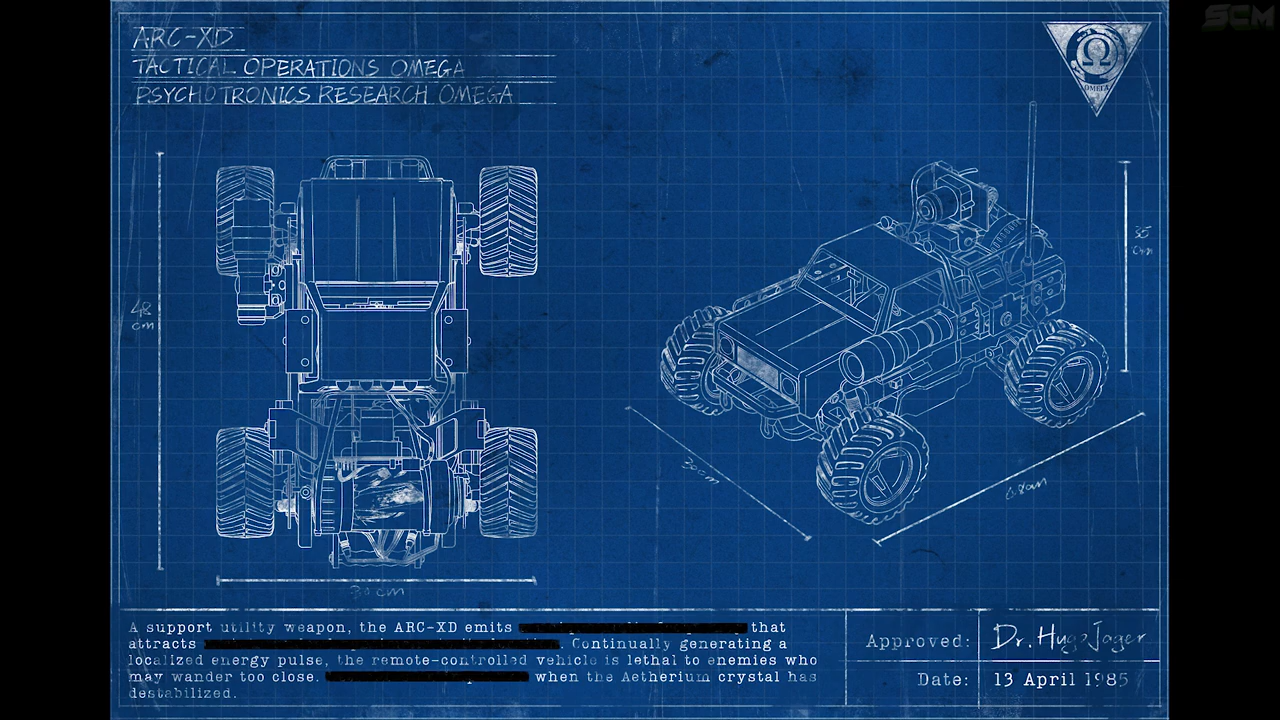 SCM
ARC-XD
TACTICAL OPERATIONS OMEGA
PSYCHOTRONICS RESEARCH OMEGA
Ω
OMEGA
48
cm
35
cm
30cm
30 cm
A support utility weapon, the ARC-XD emits that
attracts . Continually generating a
localized energy pulse, the remote-controlled vehicle is lethal to enemies who
may wander too close. when the Aetherium crystal has
destabilized.
Approved: Dr. Hugo Jager
Date: 13 April 1985